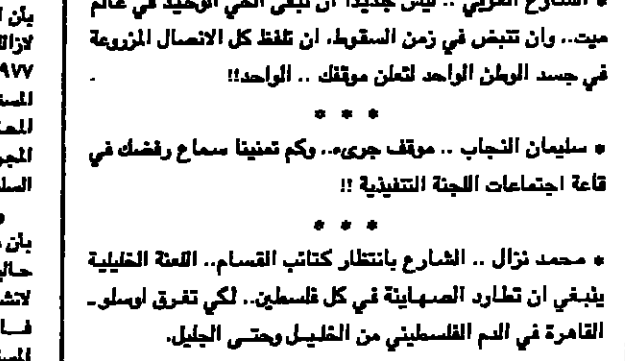 * الشارع العربي .. ليس جديدا ان تبقى الحي الوحيد في عالم
ميت.. وان تنبض في زمن السقوط، ان تلفظ كل الانصال المزروعة
في جسد الوطن الواحد لتعلن موقفك .. الواحد!!
* * *
* سليمان النجاب .. موقف جريء.. وكم تمنينا سماع رفضك في
قاعة اجتماعات اللجنة التنفيذية !!
* * *
* محمد نزال .. الشارع بانتظار كتائب القسام.. اللعنة الخليلية
ينبغي ان تطارد الصهاينة في كل فلسطين.. لكي تغرق اوسلو ـ
القاهرة في الدم الفلسطيني من الخليل وحتى الجليل.
بأن ا
لازالا
٩٧٧